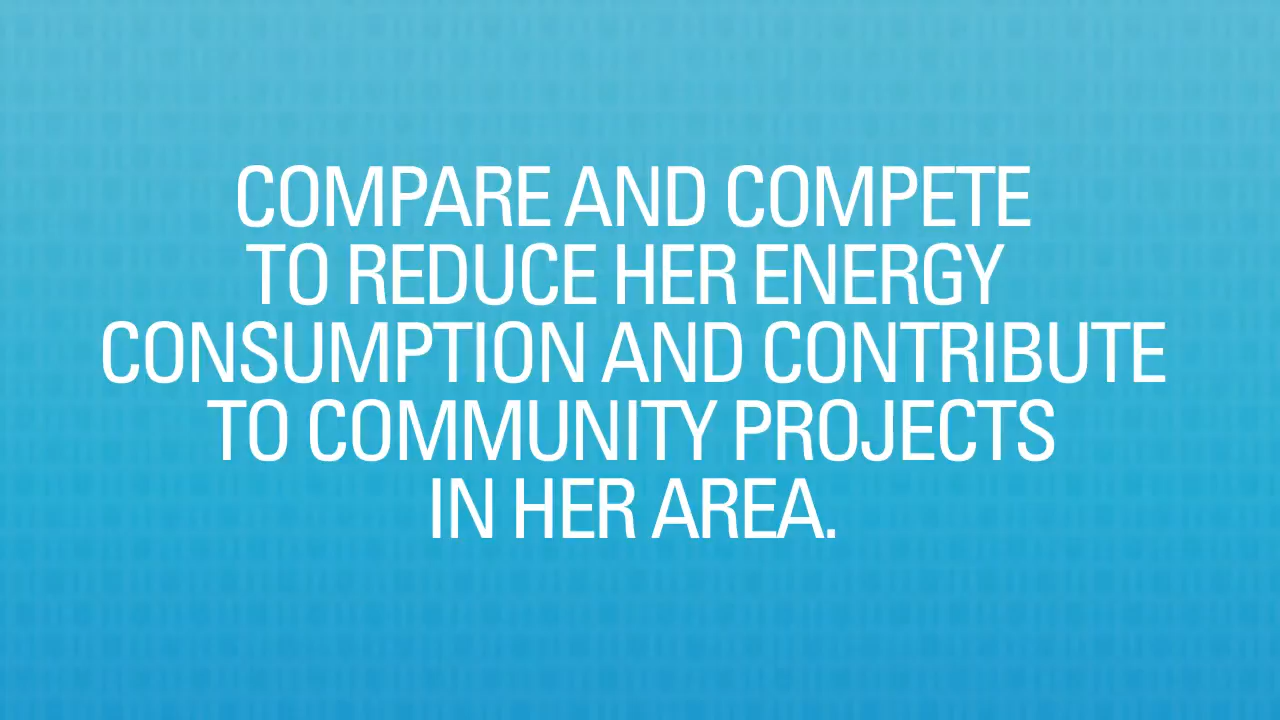 COMPARE AND COMPETE
TO REDUCE HER ENERGY
CONSUMPTION AND CONTRIBUTE
TO COMMUNITY PROJECTS
IN HER AREA.